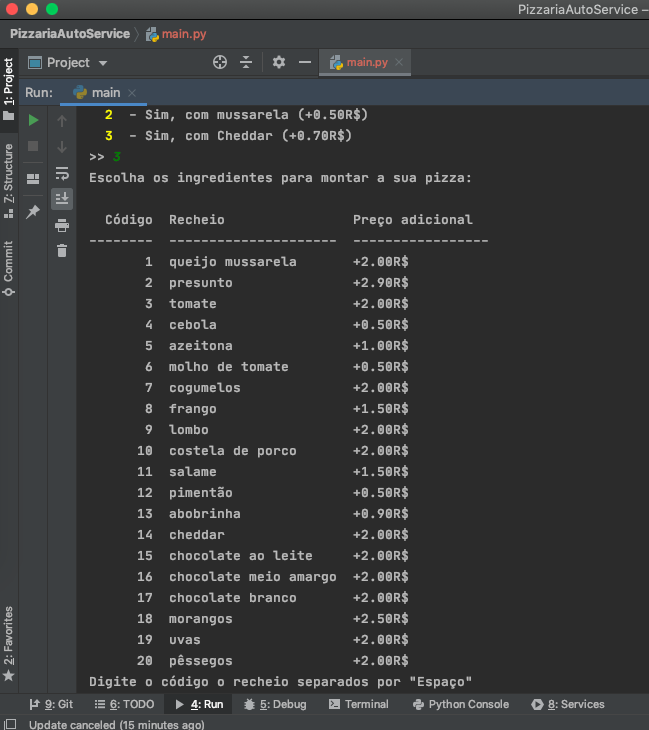 PizzariaAutoService –
PizzariaAutoService
main.py
Project
main.py
Run:
main
1: Project
Z: Structure
Commit
2: Favorites
2 - Sim, com mussarela (+0.50R$)
3 - Sim, com Cheddar (+0.70R$)
>> 3
Escolha os ingredientes para montar a sua pizza:
Código Recheio Preço adicional
-------- --------------------- -----------------
1 queijo mussarela +2.00R$
2 presunto +2.90R$
3 tomate +2.00R$
4 cebola +0.50R$
5 azeitona +1.00R$
6 molho de tomate +0.50R$
7 cogumelos +2.00R$
8 frango +1.50R$
9 lombo +2.00R$
10 costela de porco +2.00R$
11 salame +1.50R$
12 pimentão +0.50R$
13 abobrinha +0.90R$
14 cheddar +2.00R$
15 chocolate ao leite +2.00R$
16 chocolate meio amargo +2.00R$
17 chocolate branco +2.00R$
18 morangos +2.50R$
19 uvas +2.00R$
20 pêssegos +2.00R$
Digite o código o recheio separados por "Espaço"
9: Git 6: TODO 4: Run 5: Debug Terminal Python Console 8: Services
Update canceled (15 minutes ago)